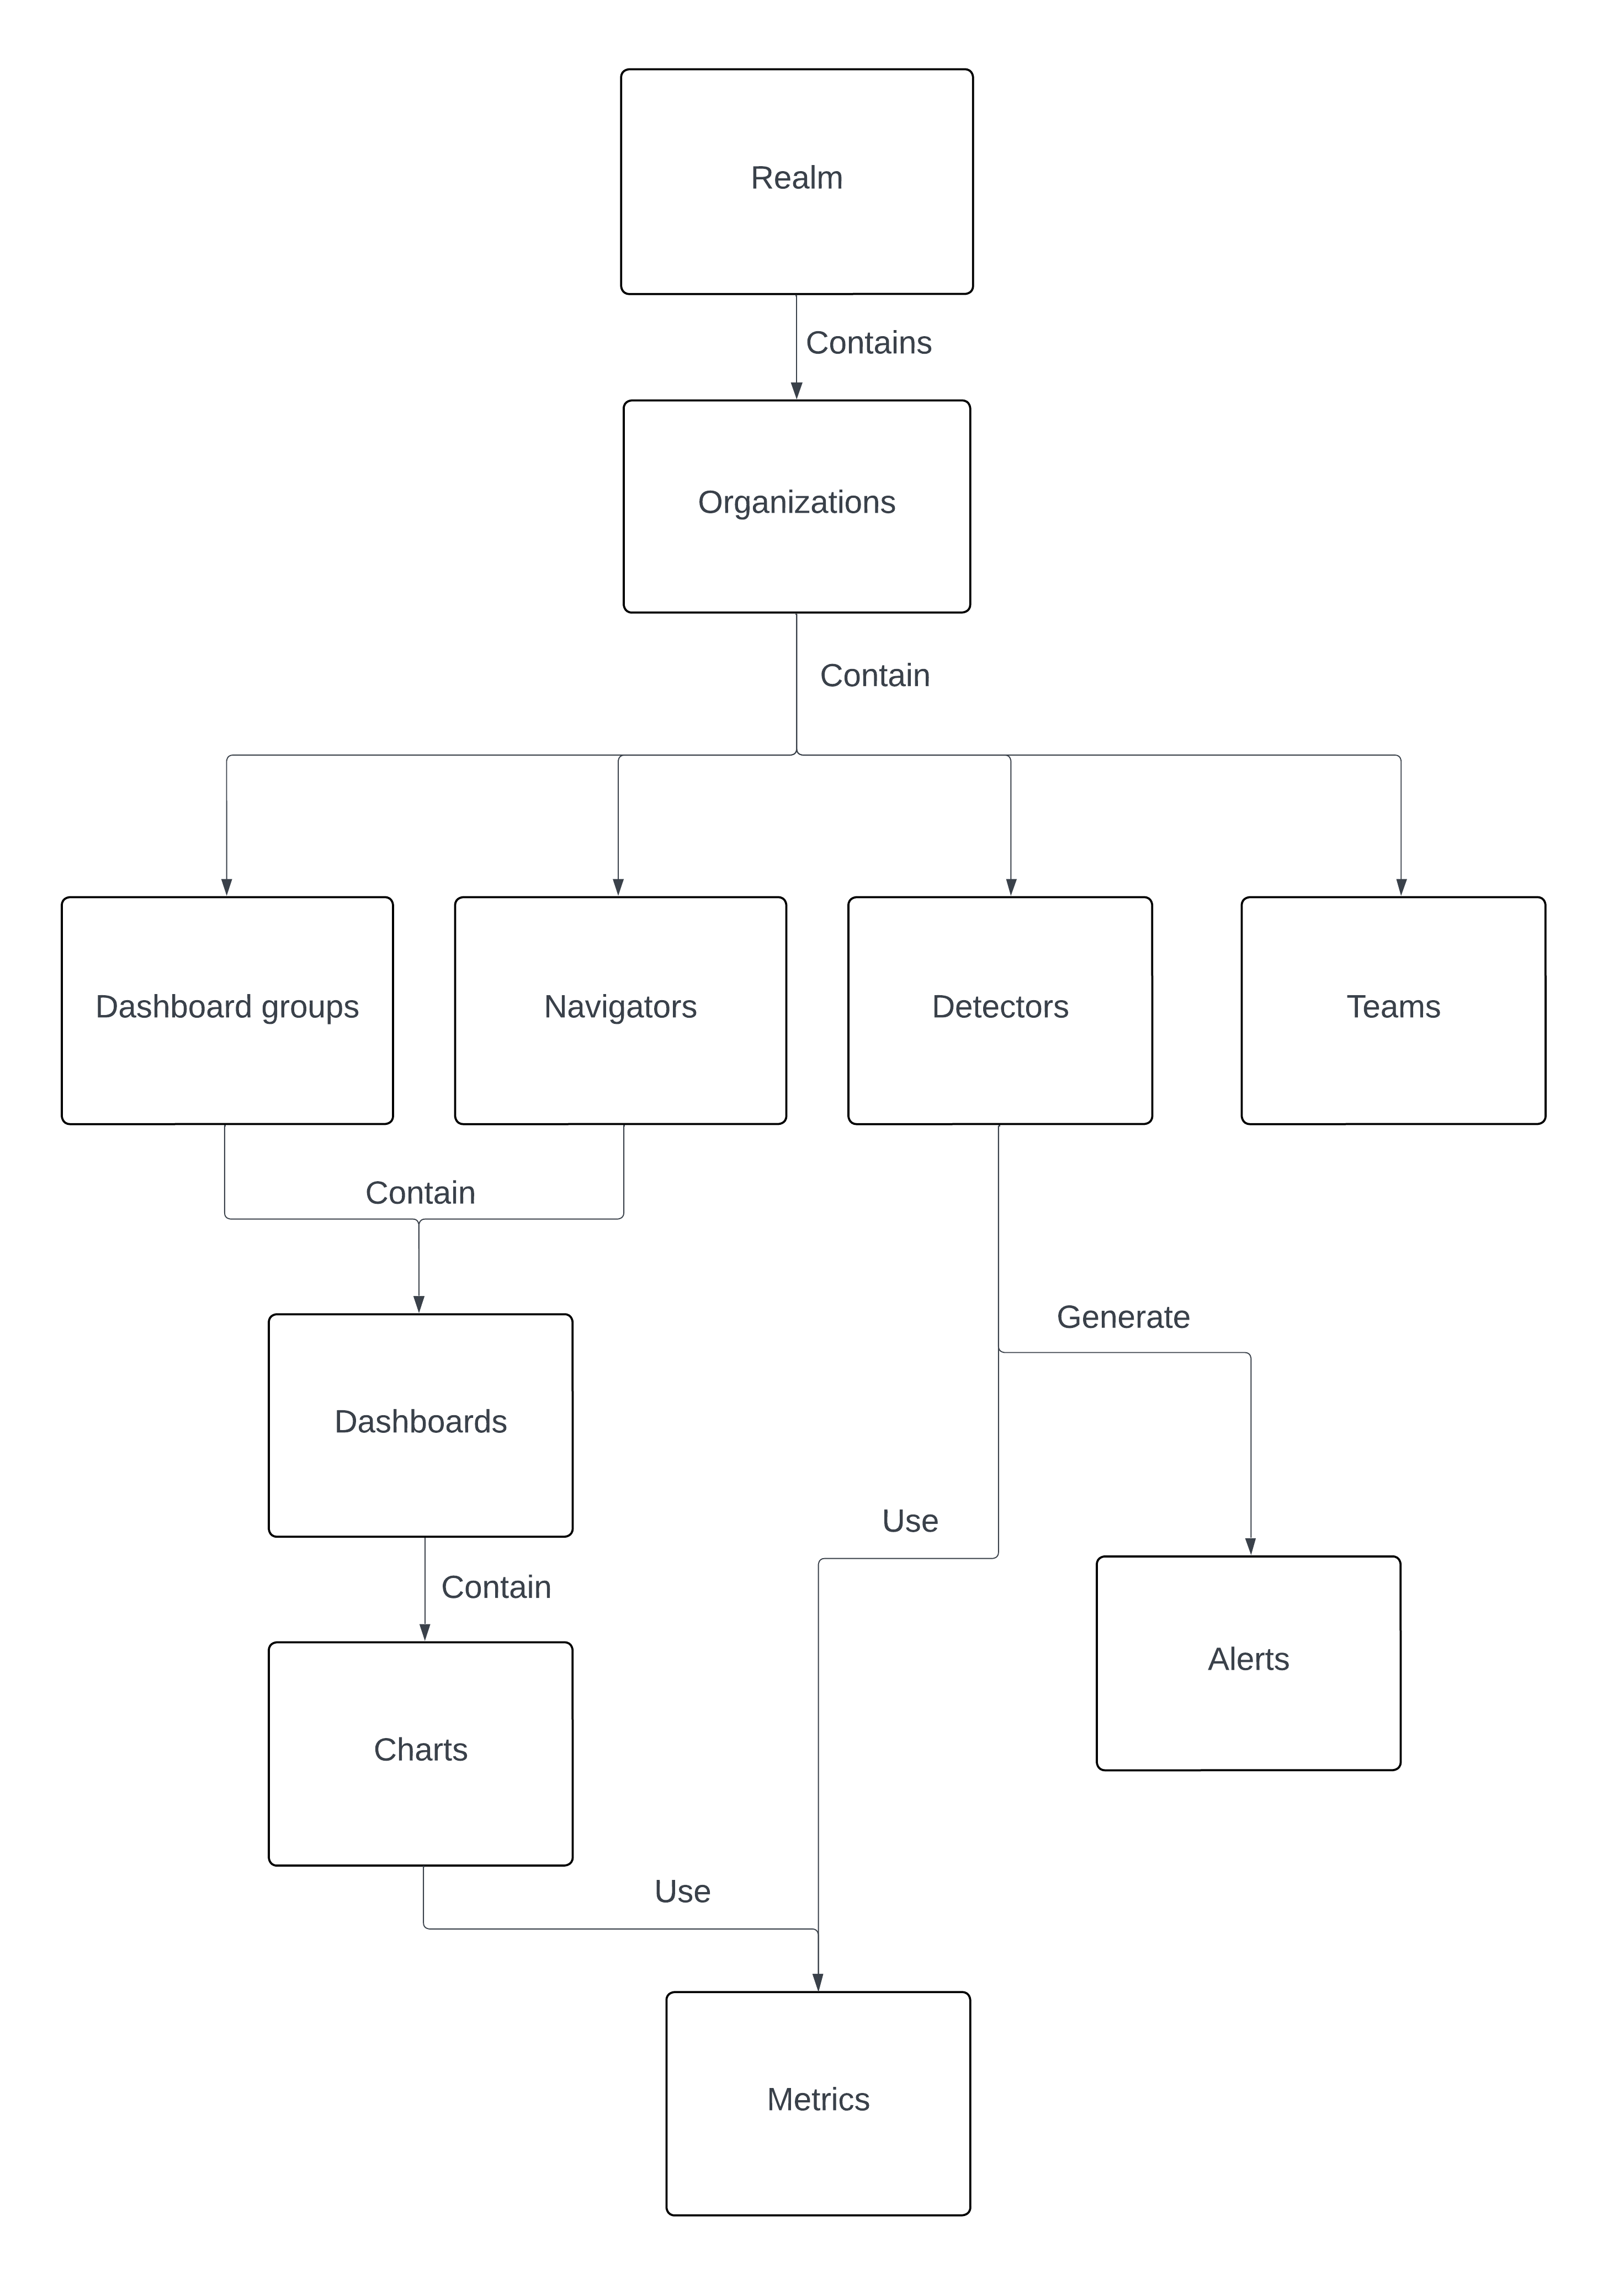 Realm
Contains
Organizations
Contain
Dashboard groups
Navigators
Detectors
Teams
Contain
Generate
Dashboards
Use
Contain
Alerts
Charts
Use
Metrics